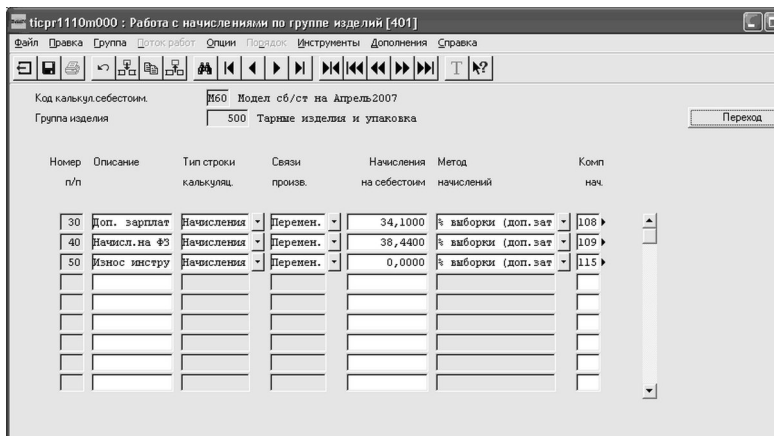 ticpr1110m000 : Работа с начислениями по группе изделий [401]
Файл Правка Группа Поток работ Опции Порядок Инструменты Дополнения Справка
Код калькул.себестоим. М60 Модел сб/ст на Апрель2007
Группа изделия 500 Тарные изделия и упаковка
Переход
Номер Описание Тип строки Связи Начисления Метод Комп
п/п калькуляц. произв. на себестоим начислений нач.
30 Доп. зарплат Начисления Перемен. 34,1000 % выборки (доп.зат 108
40 Начисл.на ФЗ Начисления Перемен. 38,4400 % выборки (доп.зат 109
50 Износ инстру Начисления Перемен. 0,0000 % выборки (доп.зат 115